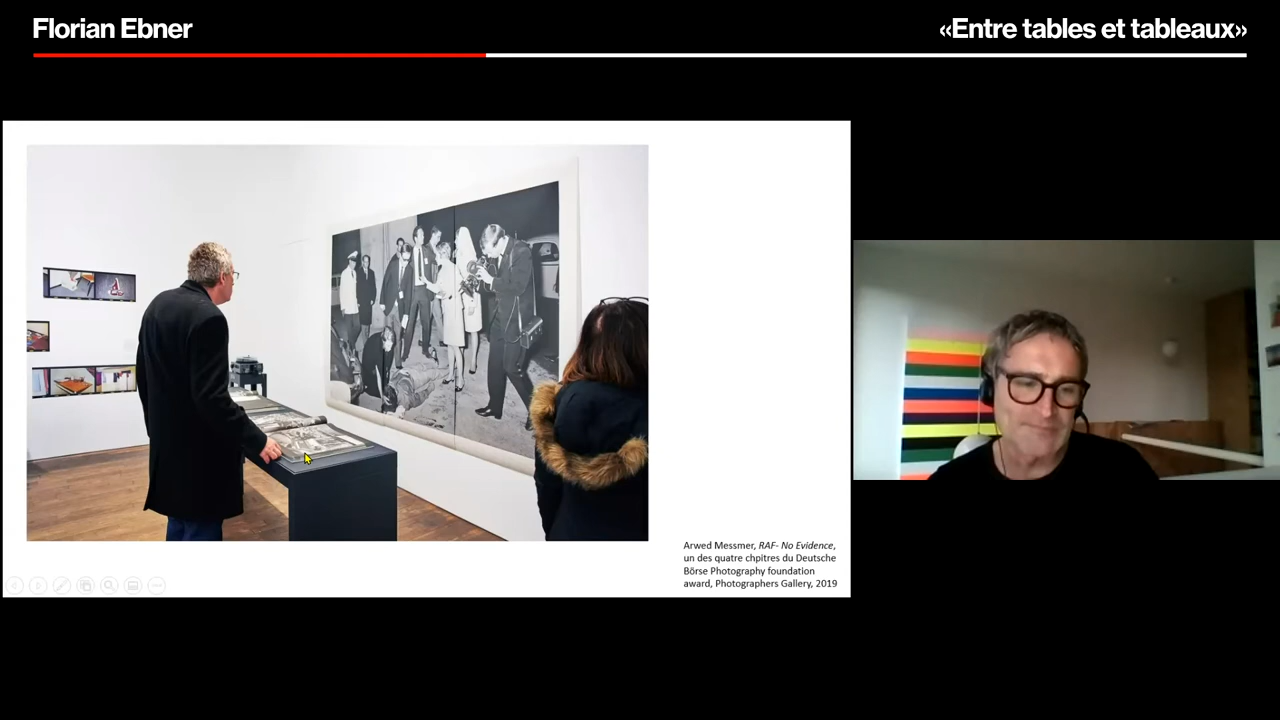 Florian Ebner
«Entre tables et tableaux»
Arwed Messmer, RAF- No Evidence,
un des quatre chpitres du Deutsche
Börse Photography foundation
award, Photographers Gallery, 2019